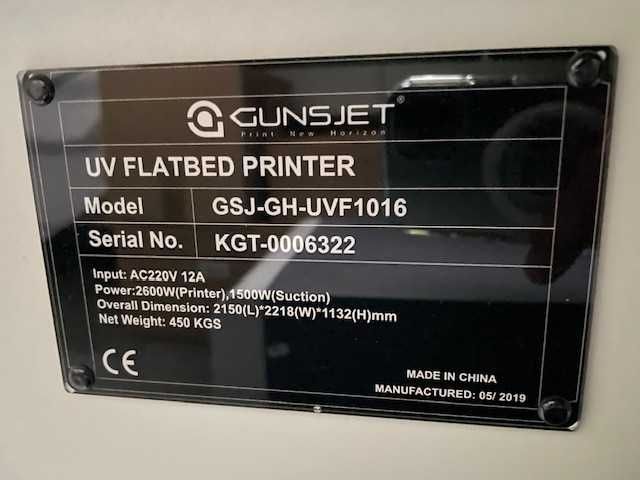 GUNSJET®
Print New Horizon
UV FLATBED PRINTER
Model GSJ-GH-UVF1016
Serial No. KGT-0006322
Input: AC220V 12A
Power:2600W(Printer),1500W(Suction)
Overall Dimension: 2150(L)*2218(W)*1132(H)mm
Net Weight: 450 KGS
CE
MADE IN CHINA
MANUFACTURED: 05/ 2019